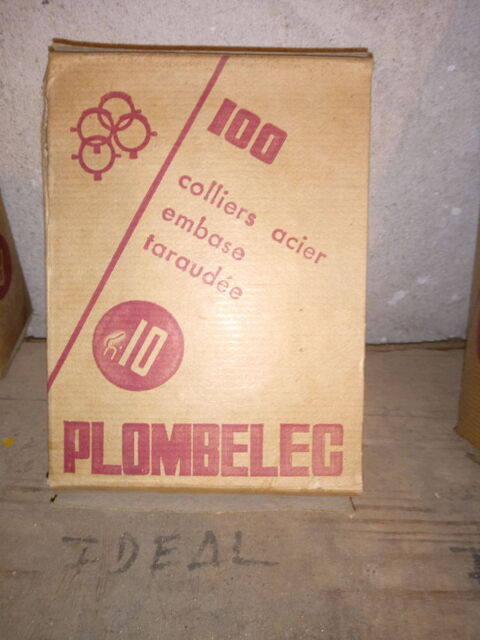 100
colliers acier
embase
taraudée
10
PLOMBELEC
IDEAL